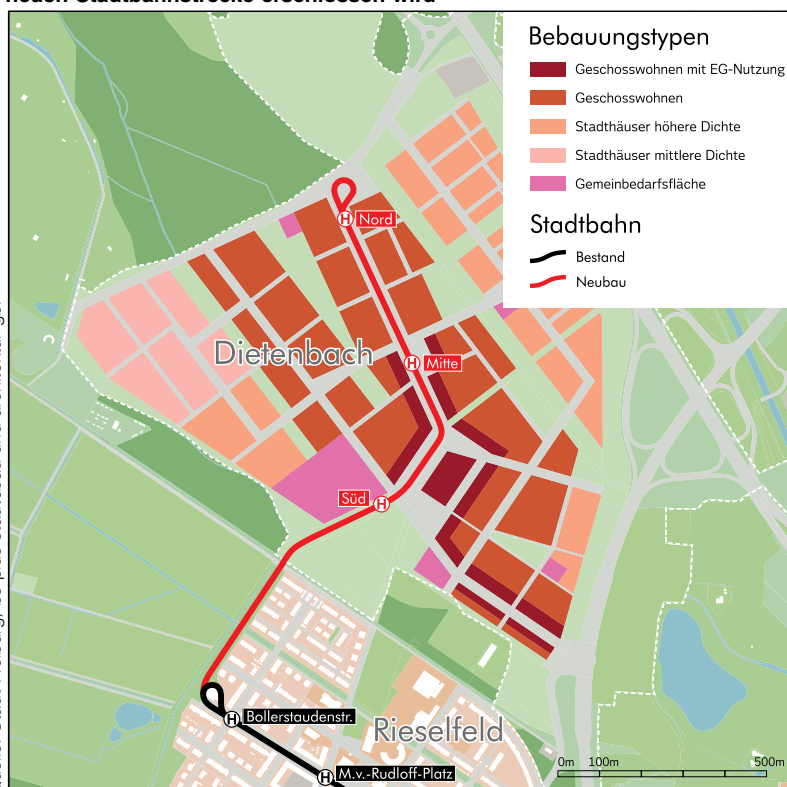 neuen Stadtbahnstrecke erschlossen wird
Bebauungstypen
Geschosswohnen mit EG-Nutzung
Geschosswohnen
Stadthäuser höhere Dichte
Stadthäuser mittlere Dichte
Gemeinbedarfsfläche
Stadtbahn
Bestand
Neubau
H Nord
Dietenbach
H Mitte
Süd H
H Bollerstaudenstr.
Rieselfeld
H M.v.-Rudloff-Platz
0m 100m 500m